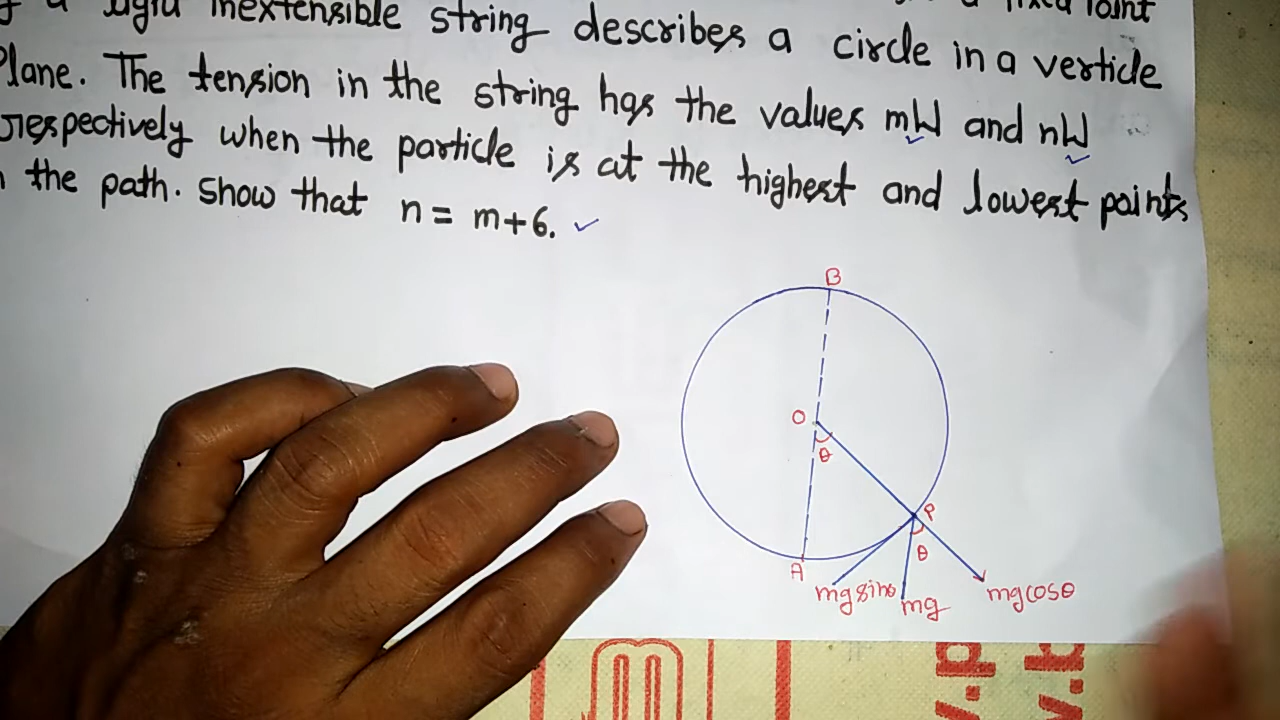 inextensible string describes a circle in a verticle
Plane. The tension in the string has the values mW and nW
respectively when the particle is at the highest and lowest points
the path. Show that n = m+6.
B
O
θ
P
θ
A
mg sinθ
mg
mg cosθ